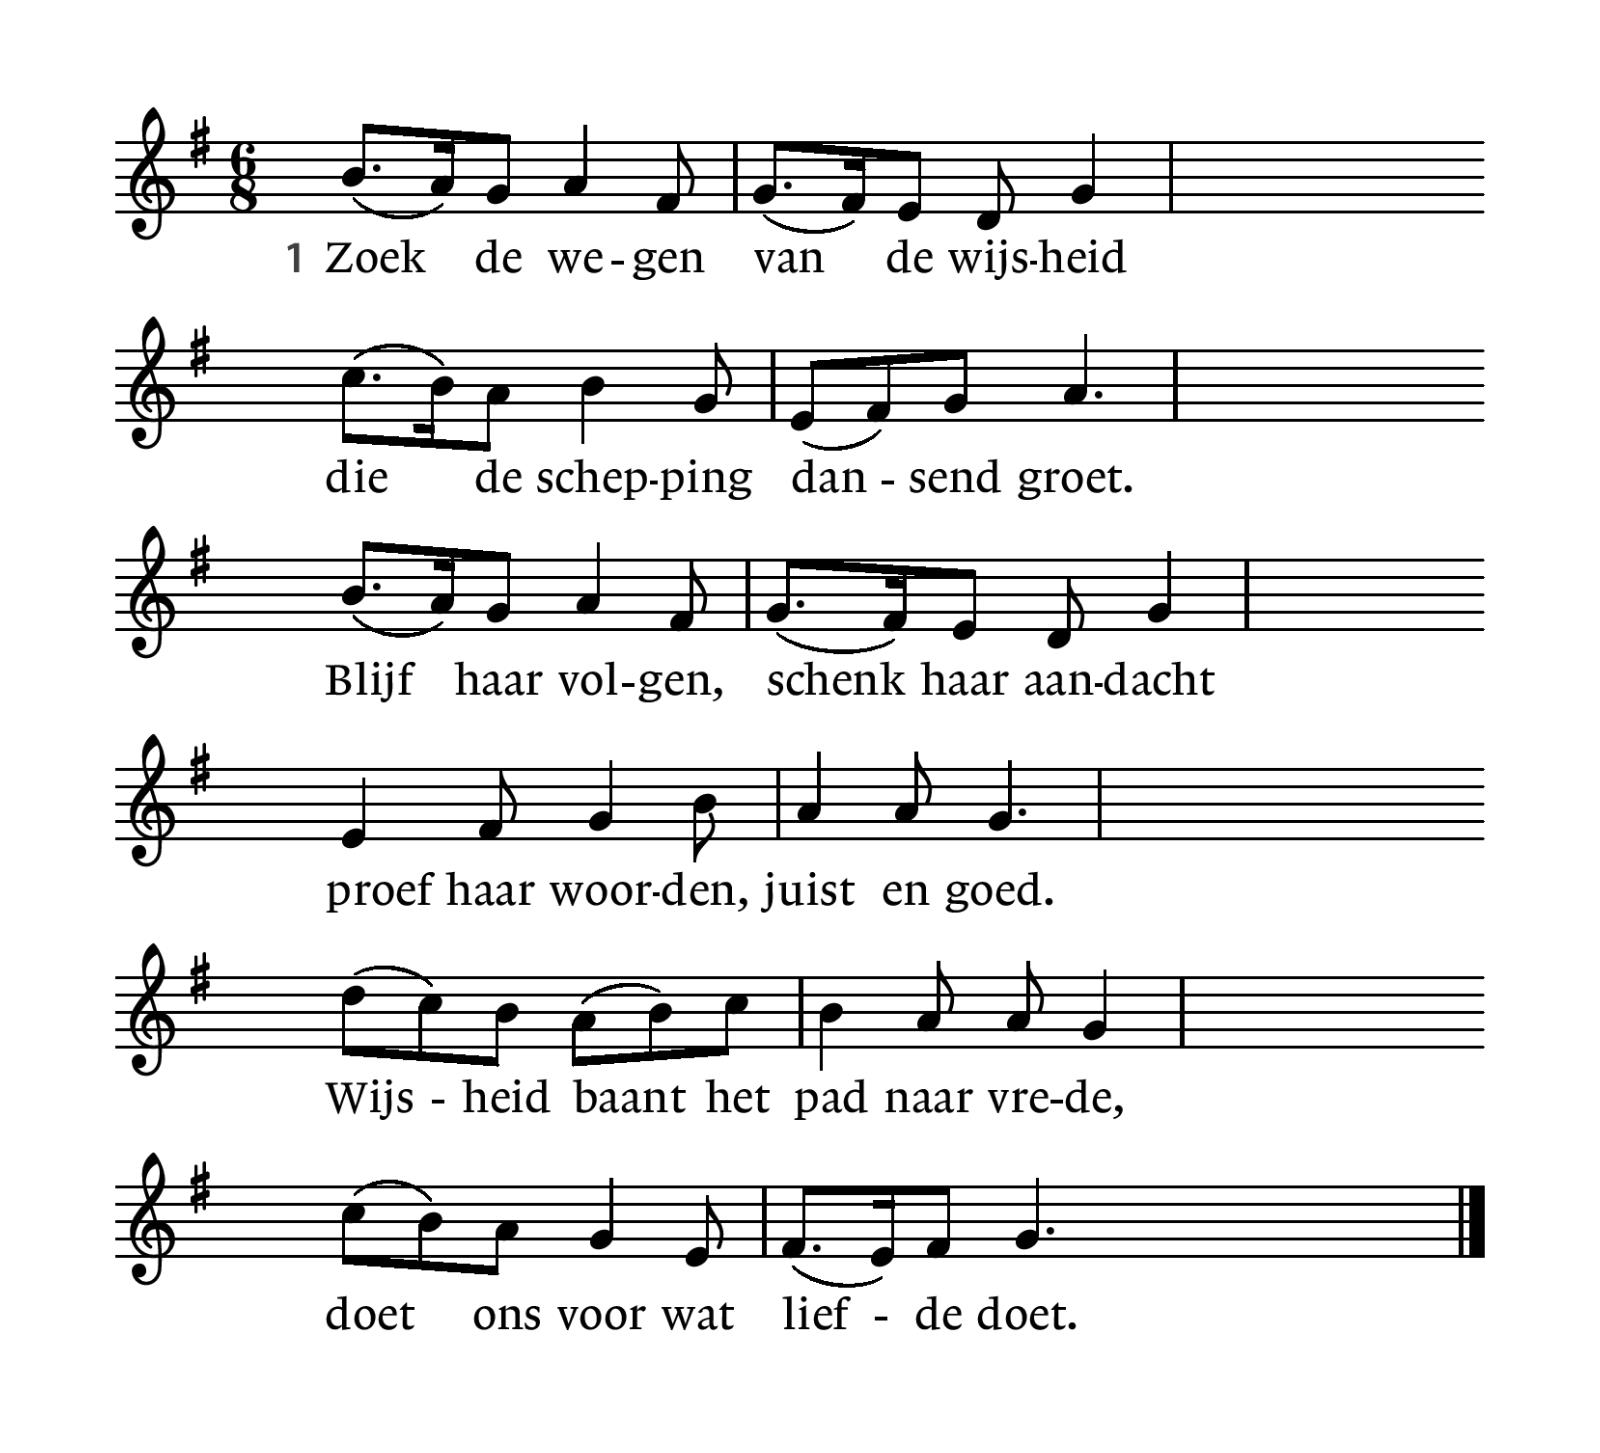 6
8
1 Zoek de we-gen van de wijs-heid
die de schep-ping dan - send groet.
Blijf haar vol-gen, schenk haar aan-dacht
proef haar woor-den, juist en goed.
Wijs - heid baant het pad naar vre-de,
doet ons voor wat lief - de doet.